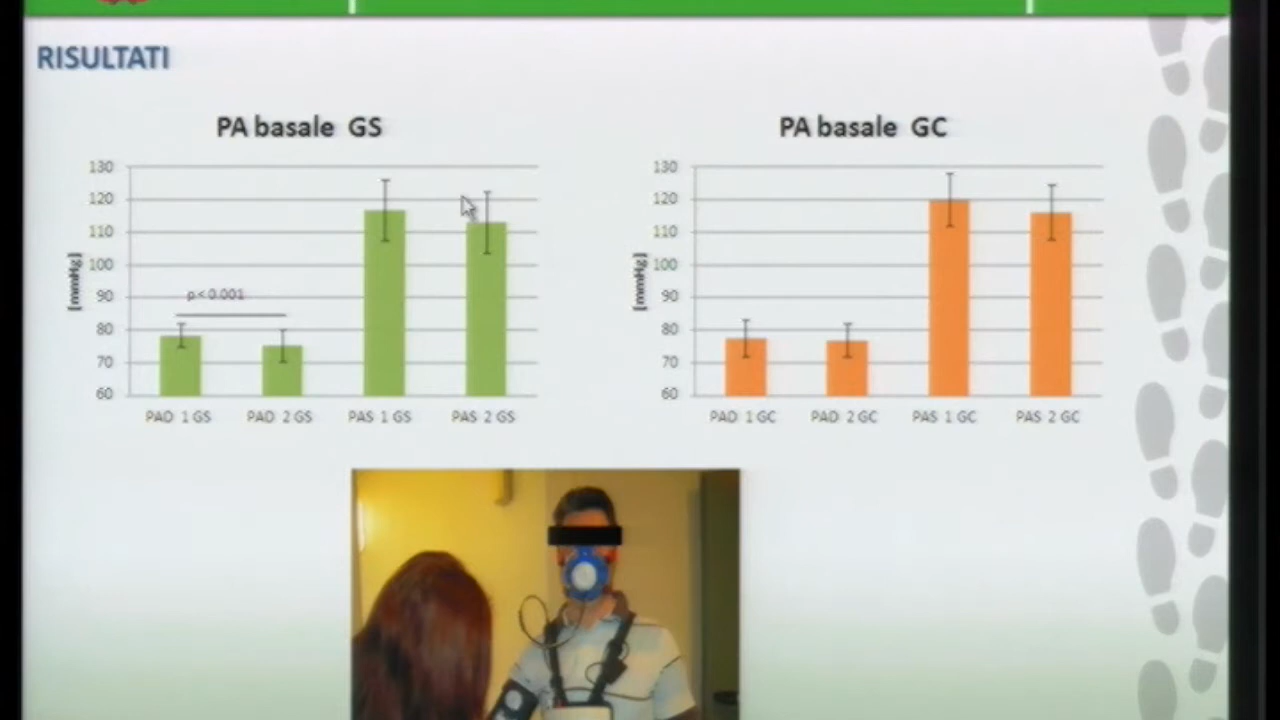 RISULTATI
PA basale GS
130
120
110
100
90
80
70
60
[mmHg]
p < 0.001
PAD 1 GS
PAD 2 GS
PAS 1 GS
PAS 2 GS
PA basale GC
130
120
110
100
90
80
70
60
[mmHg]
PAD 1 GC
PAD 2 GC
PAS 1 GC
PAS 2 GC